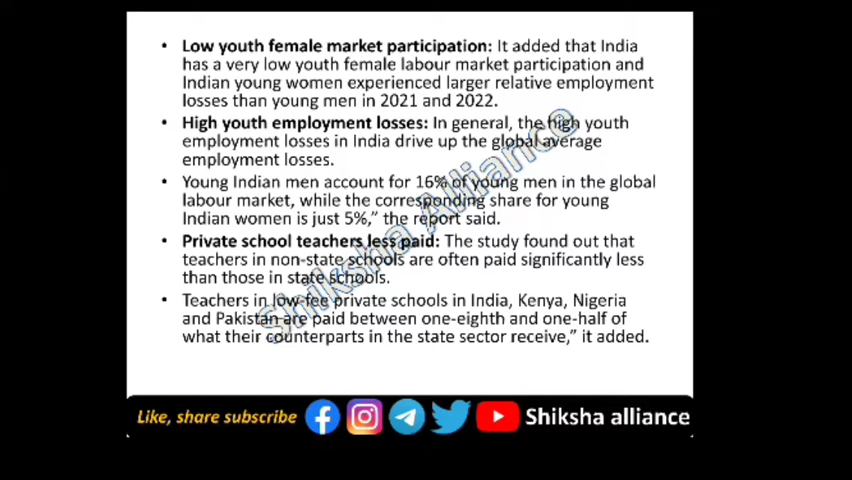 • Low youth female market participation: It added that India
has a very low youth female labour market participation and
Indian young women experienced larger relative employment
losses than young men in 2021 and 2022.
• High youth employment losses: In general, the high youth
employment losses in India drive up the global average
employment losses.
• Young Indian men account for 16% of young men in the global
labour market, while the corresponding share for young
Indian women is just 5%,” the report said.
• Private school teachers less paid: The study found out that
teachers in non-state schools are often paid significantly less
than those in state schools.
• Teachers in low-fee private schools in India, Kenya, Nigeria
and Pakistan are paid between one-eighth and one-half of
what their counterparts in the state sector receive,” it added.
Shiksha Alliance
Like, share subscribe
Shiksha alliance